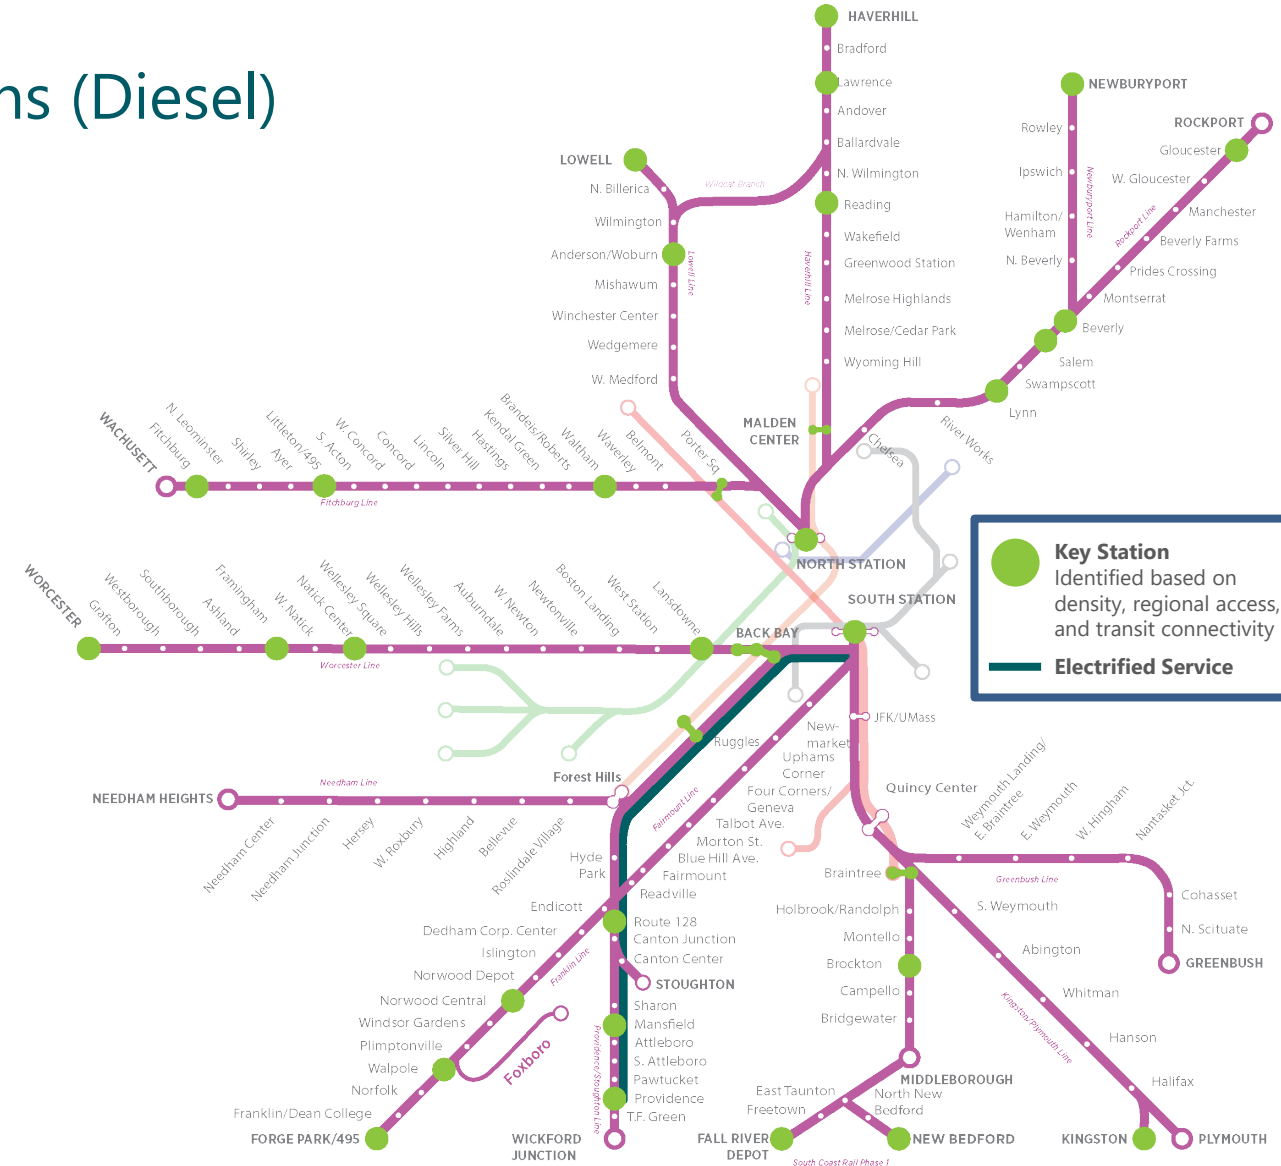 ns (Diesel)
HAVERHILL
Bradford
Lawrence
Andover
Ballardvale
N. Wilmington
Reading
Wakefield
Greenwood Station
Melrose Highlands
Melrose/Cedar Park
Wyoming Hill
MALDEN
CENTER
Haverhill Line
Wildcat Branch
LOWELL
N. Billerica
Wilmington
Anderson/Woburn
Mishawum
Winchester Center
Wedgemere
W. Medford
Lowell Line
NEWBURYPORT
Rowley
Ipswich
Hamilton/
Wenham
N. Beverly
Newburyport Line
ROCKPORT
Gloucester
W. Gloucester
Manchester
Beverly Farms
Prides Crossing
Montserrat
Rockport Line
Beverly
Salem
Swampscott
Lynn
River Works
Chelsea
WACHUSETT
Fitchburg
N. Leominster
Shirley
Ayer
Littleton/495
S. Acton
W. Concord
Concord
Lincoln
Silver Hill
Hastings
Kendal Green
Brandeis/Roberts
Waltham
Waverley
Belmont
Porter Sq
Fitchburg Line
NORTH STATION
SOUTH STATION
Key Station
Identified based on
density, regional access,
and transit connectivity
Electrified Service
WORCESTER
Grafton
Westborough
Southborough
Ashland
Framingham
W. Natick
Natick Center
Wellesley Square
Wellesley Hills
Wellesley Farms
Auburndale
W. Newton
Newtonville
Boston Landing
West Station
Lansdowne
BACK BAY
Worcester Line
Ruggles
Forest Hills
NEEDHAM HEIGHTS
Needham Line
Needham Center
Needham Junction
Hersey
W. Roxbury
Highland
Bellevue
Roslindale Village
New-
market
Uphams
Corner
Four Corners/
Geneva
Talbot Ave.
Morton St.
Blue Hill Ave.
Fairmount
Readville
Fairmount Line
JFK/UMass
Quincy Center
Weymouth Landing/
E. Braintree
E. Weymouth
W. Hingham
Nantasket Jct.
Greenbush Line
Cohasset
N. Scituate
GREENBUSH
Braintree
Holbrook/Randolph
Montello
Brockton
Campello
Bridgewater
MIDDLEBOROUGH
S. Weymouth
Abington
Whitman
Hanson
Halifax
Kingston/Plymouth Line
KINGSTON
PLYMOUTH
East Taunton
Freetown
North New
Bedford
FALL RIVER
DEPOT
NEW BEDFORD
South Coast Rail Phase 1
Hyde
Park
Route 128
Canton Junction
Canton Center
STOUGHTON
Sharon
Mansfield
Attleboro
S. Attleboro
Pawtucket
Providence
T.F. Green
WICKFORD
JUNCTION
Providence/Stoughton Line
Endicott
Dedham Corp. Center
Islington
Norwood Depot
Norwood Central
Windsor Gardens
Plimptonville
Walpole
Norfolk
Franklin/Dean College
FORGE PARK/495
Franklin Line
Foxboro